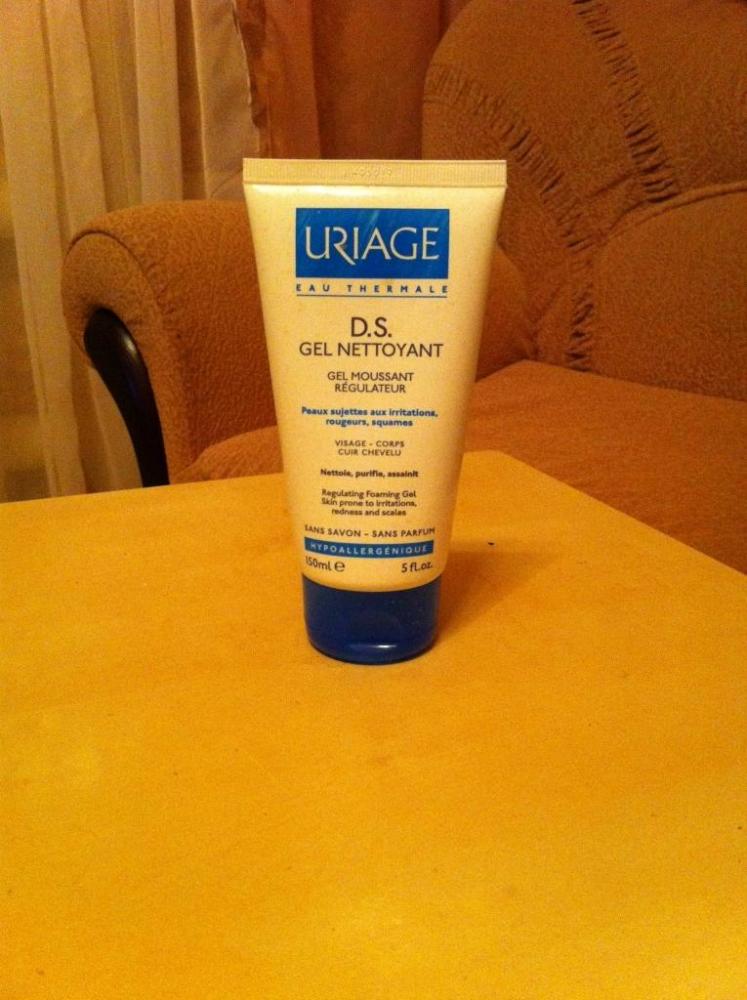 URIAGE
EAU THERMALE
D.S.
GEL NETTOYANT
GEL MOUSSANT
RÉGULATEUR
Peaux sujettes aux irritations,
rougeurs, squames
VISAGE - CORPS
CUIR CHEVELU
Nettoie, purifie, assainit
Regulating Foaming Gel
Skin prone to irritations,
redness and scales
SANS SAVON - SANS PARFUM
HYPOALLERGÉNIQUE
150ml e 5 fl.oz.